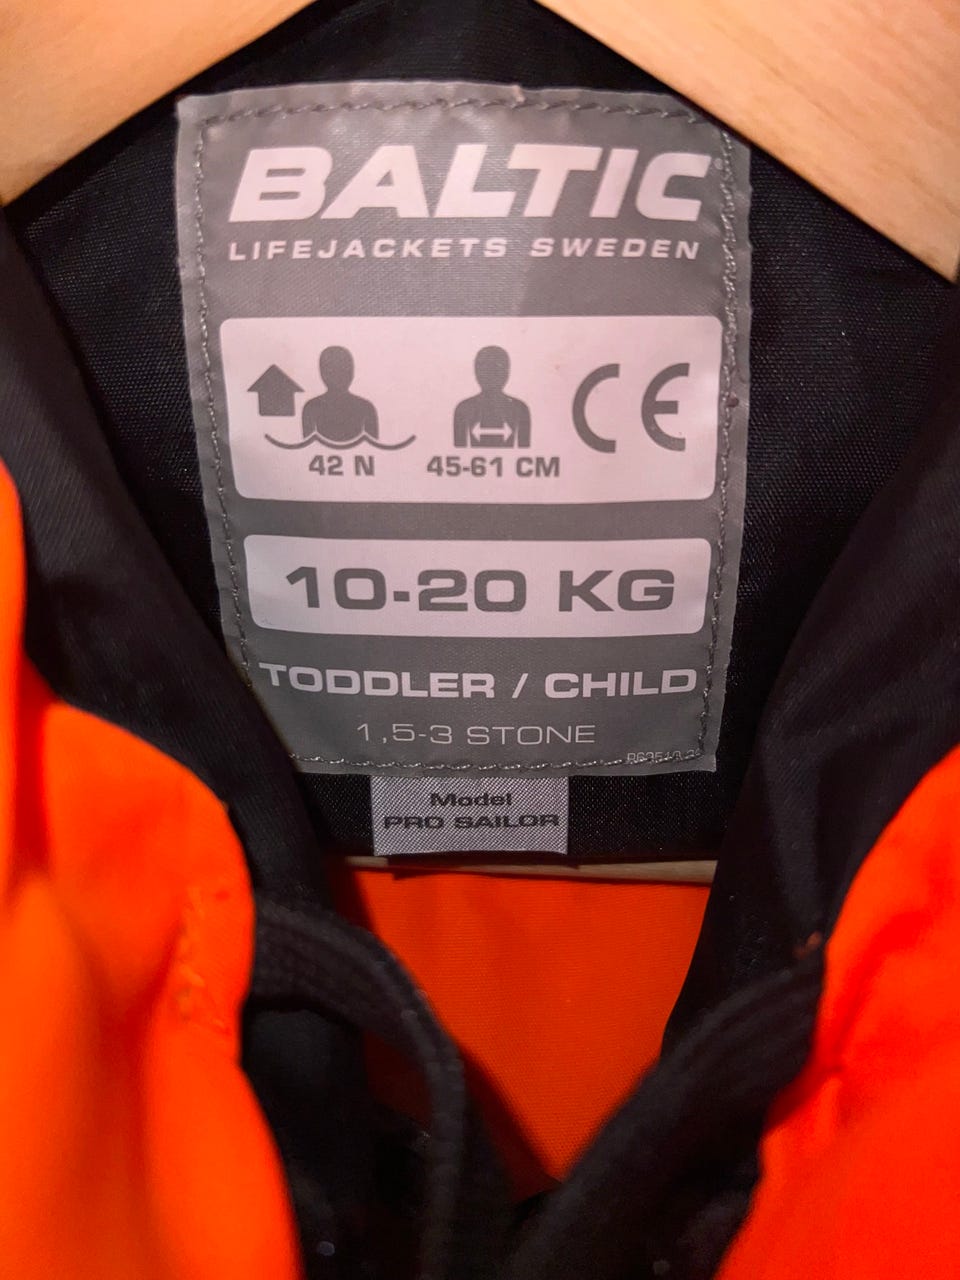 BALTIC
LIFEJACKETS SWEDEN
42 N
45-61 CM
CE
10-20 KG
TODDLER / CHILD
1,5-3 STONE
Model
PRO SAILOR